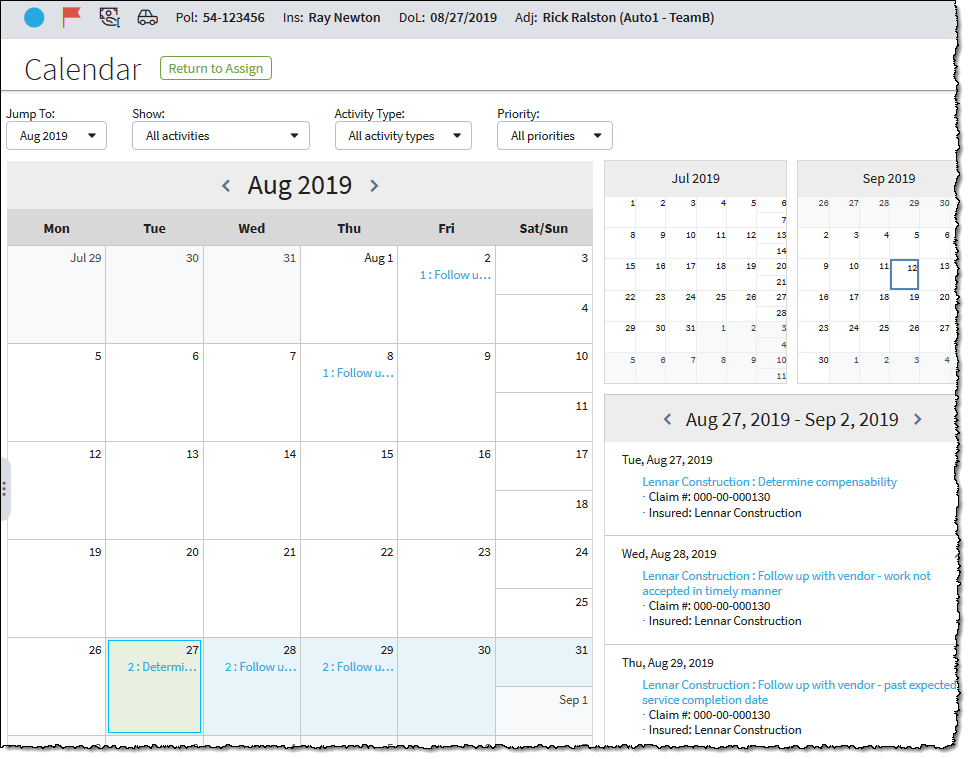 Pol: 54-123456 Ins: Ray Newton DoL: 08/27/2019 Adj: Rick Ralston (Auto1 - TeamB)
Calendar Return to Assign
Jump To: Show: Activity Type: Priority:
Aug 2019 All activities All activity types All priorities
< Aug 2019 >
Mon Tue Wed Thu Fri Sat/Sun
Jul 29 30 31 Aug 1 2 3
1 : Follow u...
4
5 6 7 8 9 10
1 : Follow u...
11
12 13 14 15 16 17
18
19 20 21 22 23 24
25
26 27 28 29 30 31
2 : Determi... 2 : Follow u... 2 : Follow u...
Sep 1
Jul 2019
1 2 3 4 5 6
7
8 9 10 11 12 13
14
15 16 17 18 19 20
21
22 23 24 25 26 27
28
29 30 31 1 2 3
4
5 6 7 8 9 10
11
Sep 2019
26 27 28 29 30
2 3 4 5 6
9 10 11 12 13
16 17 18 19 20
23 24 25 26 27
30 1 2 3 4
< Aug 27, 2019 - Sep 2, 2019 >
Tue, Aug 27, 2019
Lennar Construction : Determine compensability
· Claim #: 000-00-000130
· Insured: Lennar Construction
Wed, Aug 28, 2019
Lennar Construction : Follow up with vendor - work not
accepted in timely manner
· Claim #: 000-00-000130
· Insured: Lennar Construction
Thu, Aug 29, 2019
Lennar Construction : Follow up with vendor - past expected
service completion date
· Claim #: 000-00-000130
· Insured: Lennar Construction